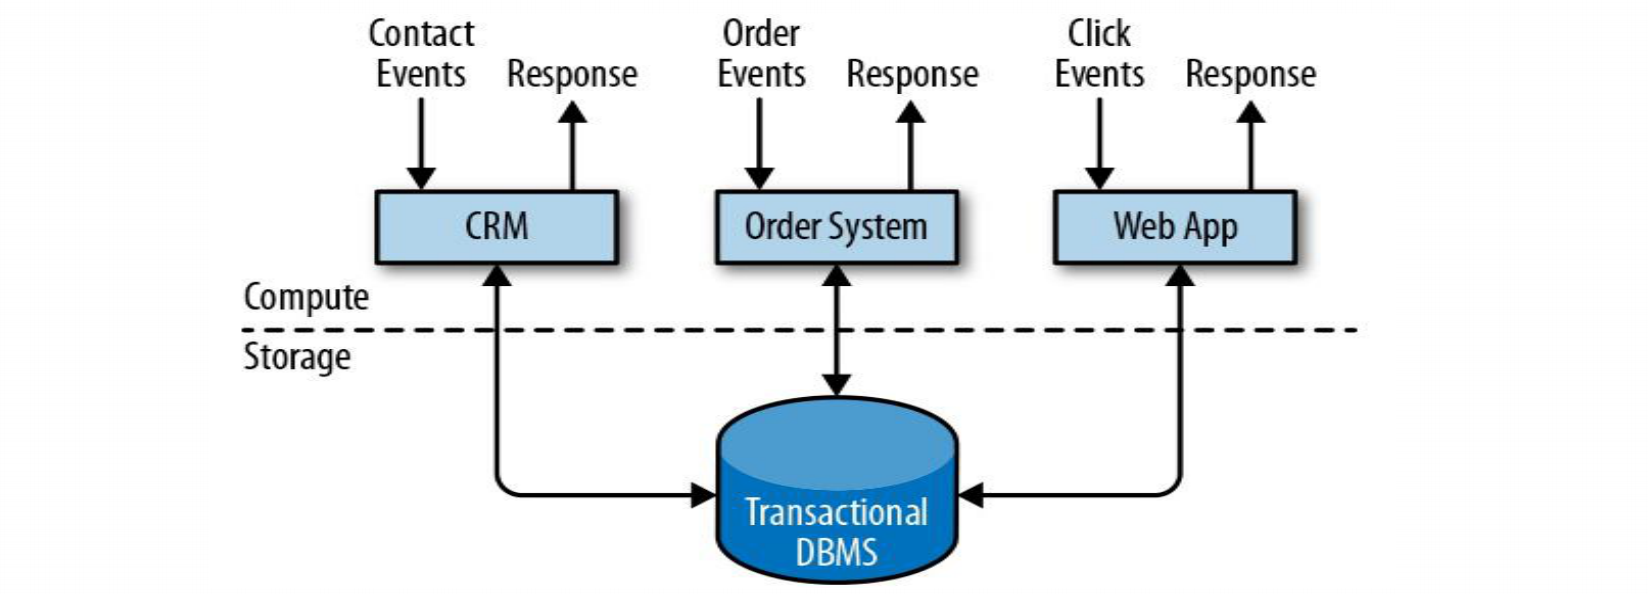 Contact
Events
Response
Order
Events
Response
Click
Events
Response
CRM
Order System
Web App
Compute
Storage
Transactional
DBMS